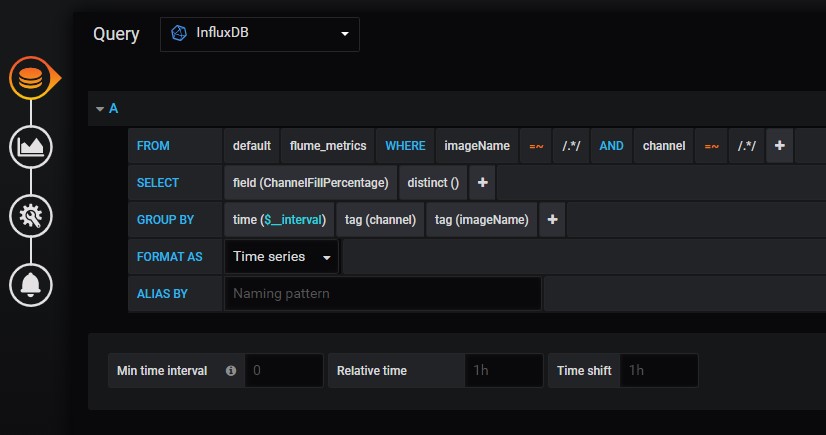 Query InfluxDB
A
FROM default flume_metrics WHERE imageName =~ /.*/ AND channel =~ /.*/ +
SELECT field (ChannelFillPercentage) distinct () +
GROUP BY time ($__interval) tag (channel) tag (imageName) +
FORMAT AS Time series
ALIAS BY Naming pattern
Min time interval 0 Relative time 1h Time shift 1h